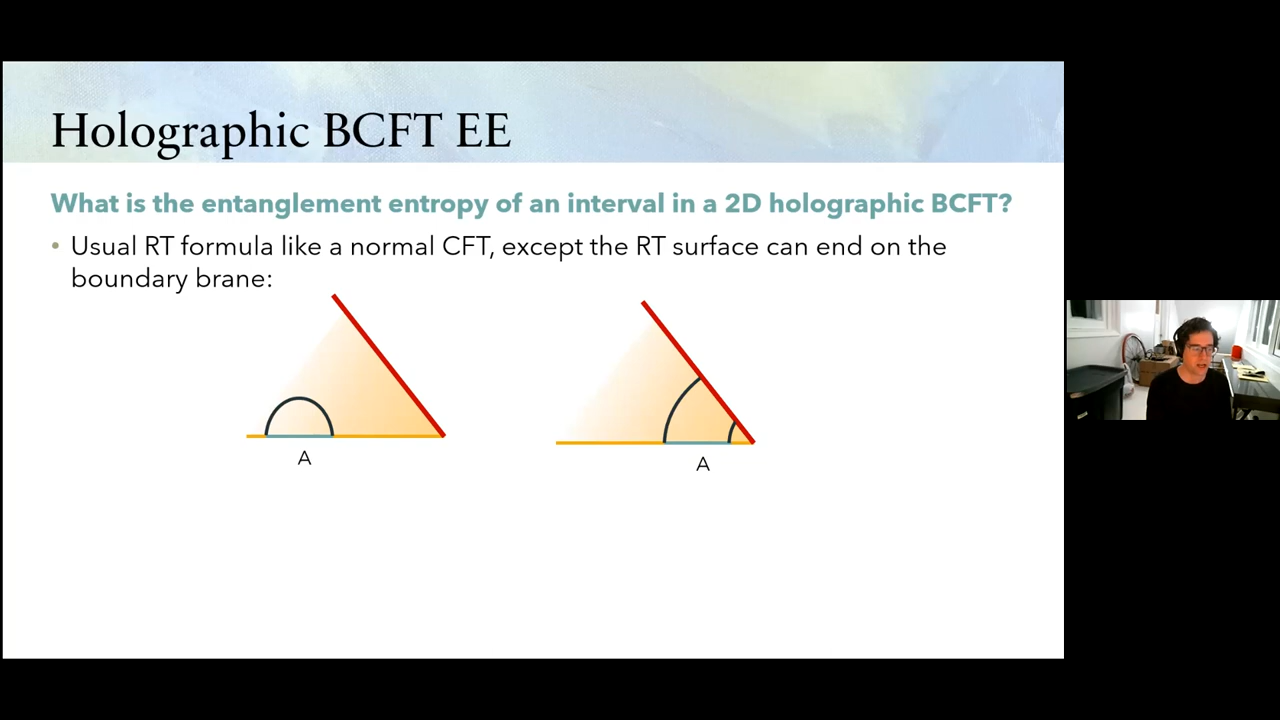 Holographic BCFT EE
What is the entanglement entropy of an interval in a 2D holographic BCFT?
• Usual RT formula like a normal CFT, except the RT surface can end on the
boundary brane:
A
A